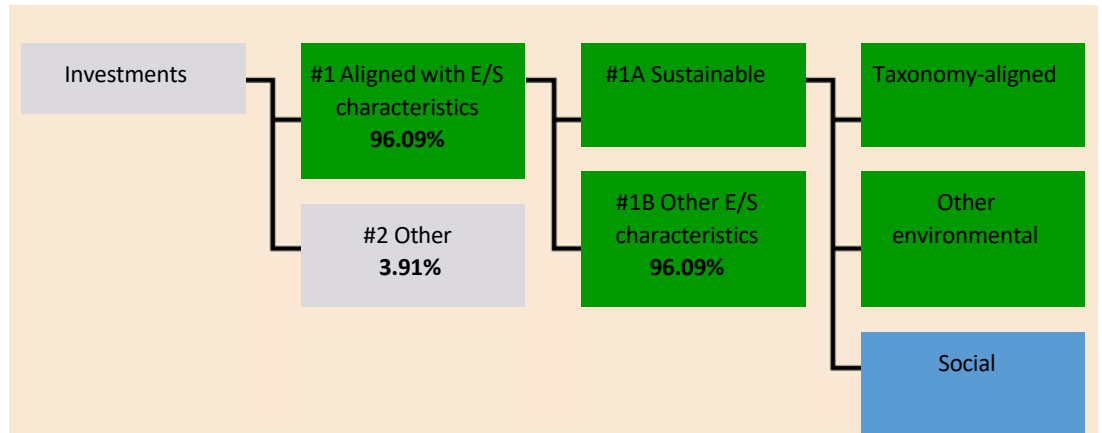 Investments
#1 Aligned with E/S
characteristics
96.09%
#2 Other
3.91%
#1A Sustainable
#1B Other E/S
characteristics
96.09%
Taxonomy-aligned
Other
environmental
Social